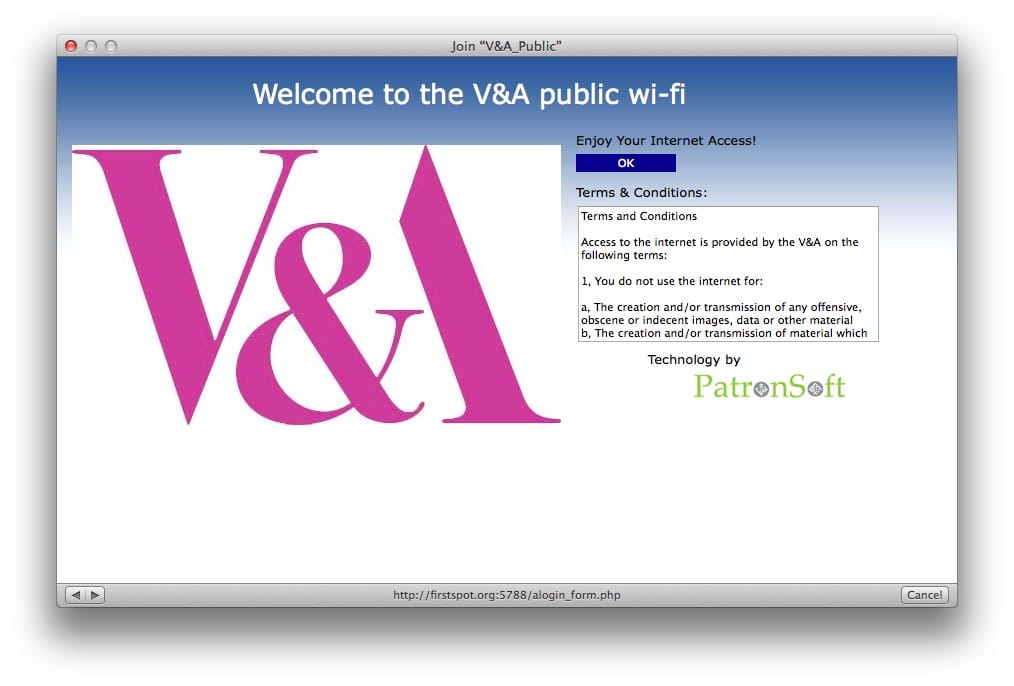 Join "V&A_Public"
Welcome to the V&A public wi-fi
V&A
Enjoy Your Internet Access!
OK
Terms & Conditions:
Terms and Conditions
Access to the internet is provided by the V&A on the
following terms:
1, You do not use the internet for:
a, The creation and/or transmission of any offensive,
obscene or indecent images, data or other material
b, The creation and/or transmission of material which
Technology by
PatronSoft
http://firstspot.org:5788/alogin_form.php
Cancel